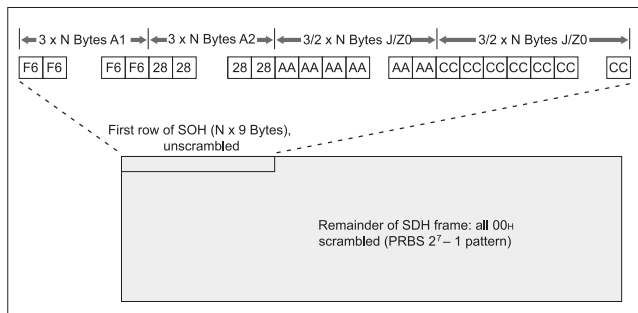 3 x N Bytes A1 3 x N Bytes A2 3/2 x N Bytes J/Z0 3/2 x N Bytes J/Z0
F6 F6 F6 F6 28 28 28 28 AA AA AA AA AA AA CC CC CC CC CC CC CC
First row of SOH (N x 9 Bytes),
unscrambled
Remainder of SDH frame: all 00H
scrambled (PRBS 2⁷– 1 pattern)